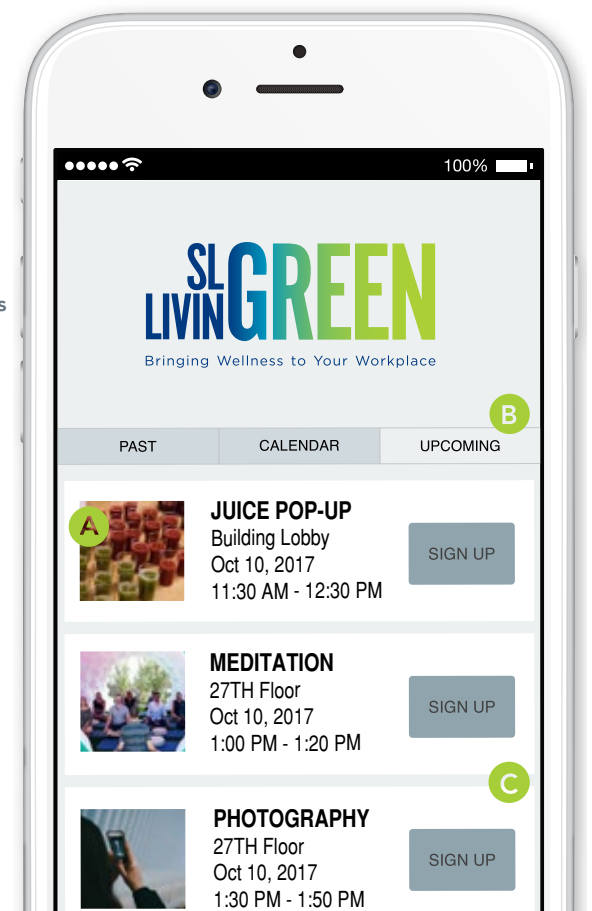 100%
SL
LIVIN GREEN
Bringing Wellness to Your Workplace
s
B
PAST CALENDAR UPCOMING
A
JUICE POP-UP
Building Lobby
Oct 10, 2017
11:30 AM - 12:30 PM
SIGN UP
MEDITATION
27TH Floor
Oct 10, 2017
1:00 PM - 1:20 PM
SIGN UP
C
PHOTOGRAPHY
27TH Floor
Oct 10, 2017
1:30 PM - 1:50 PM
SIGN UP